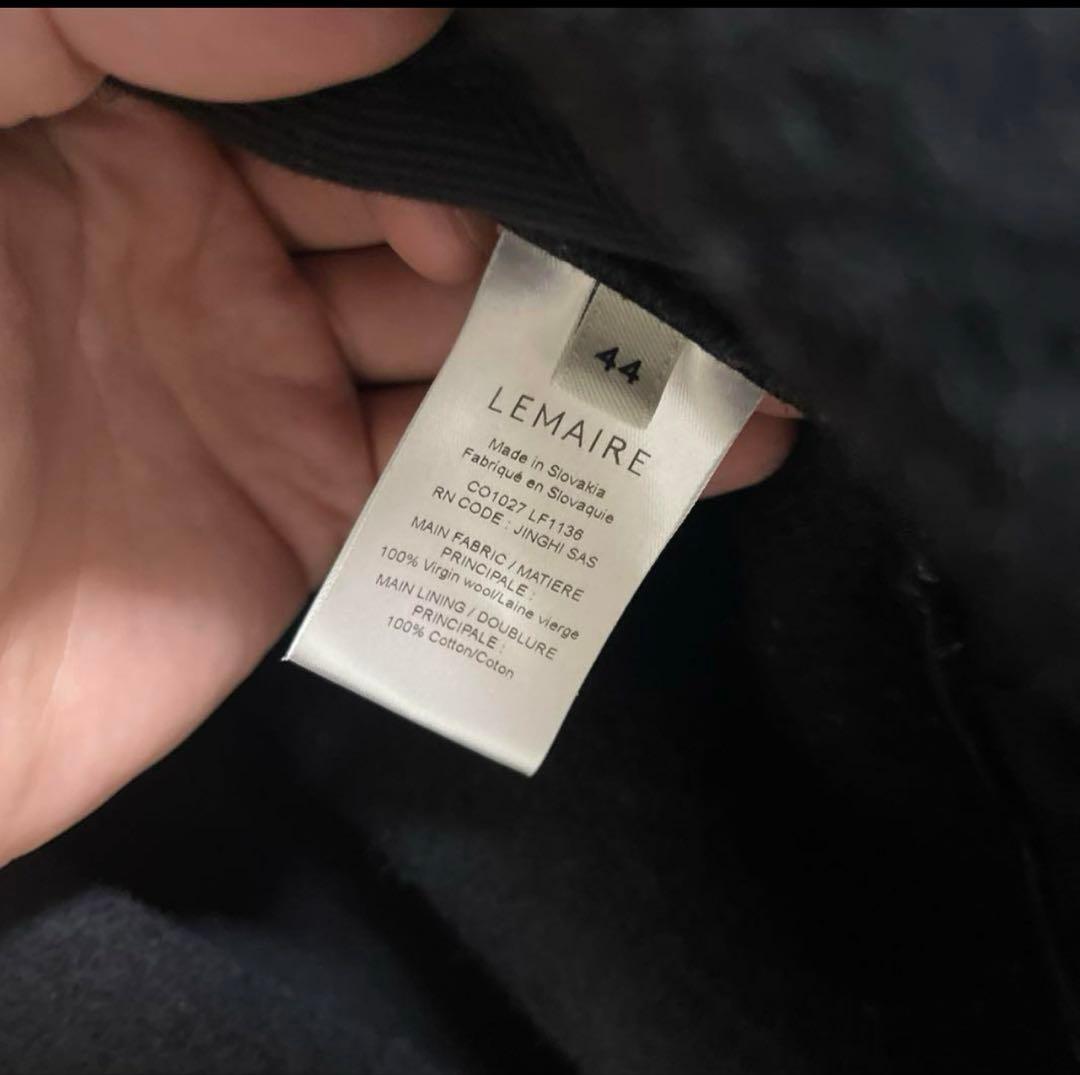 44
LEMAIRE
Made in Slovakia
Fabriqué en Slovaquie
CO1027 LF1136
RN CODE : JINGHI SAS
MAIN FABRIC / MATIERE
PRINCIPALE :
100% Virgin wool/Laine vierge
MAIN LINING / DOUBLURE
PRINCIPALE :
100% Cotton/Coton